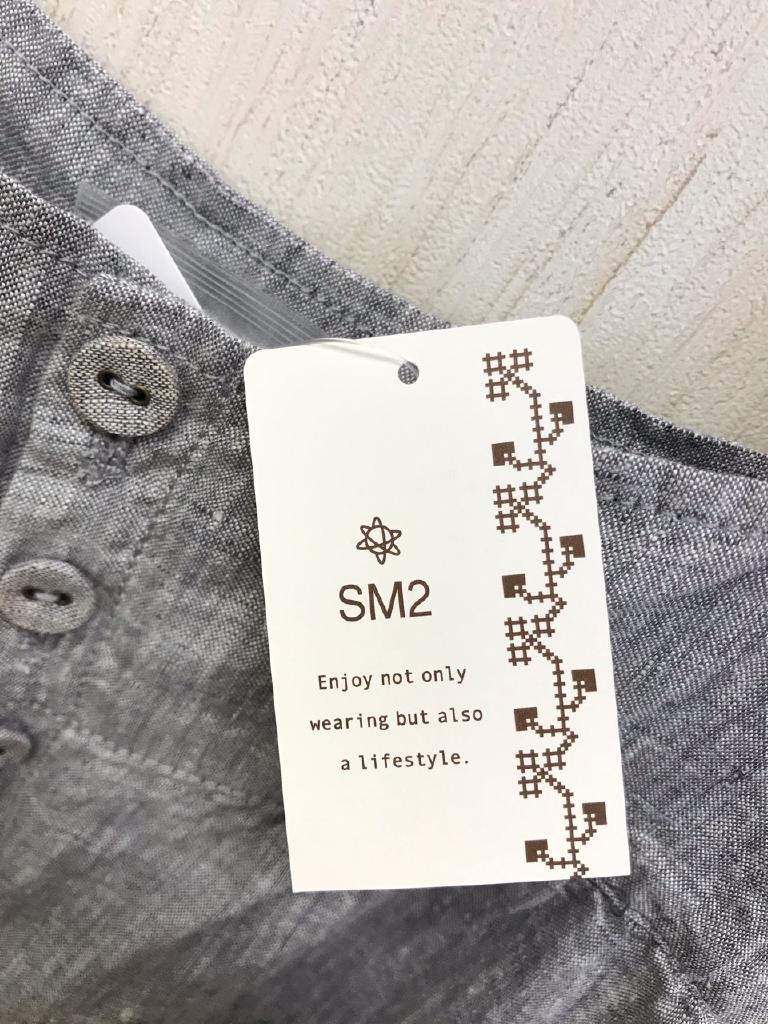 SM2
Enjoy not only
wearing but also
a lifestyle.